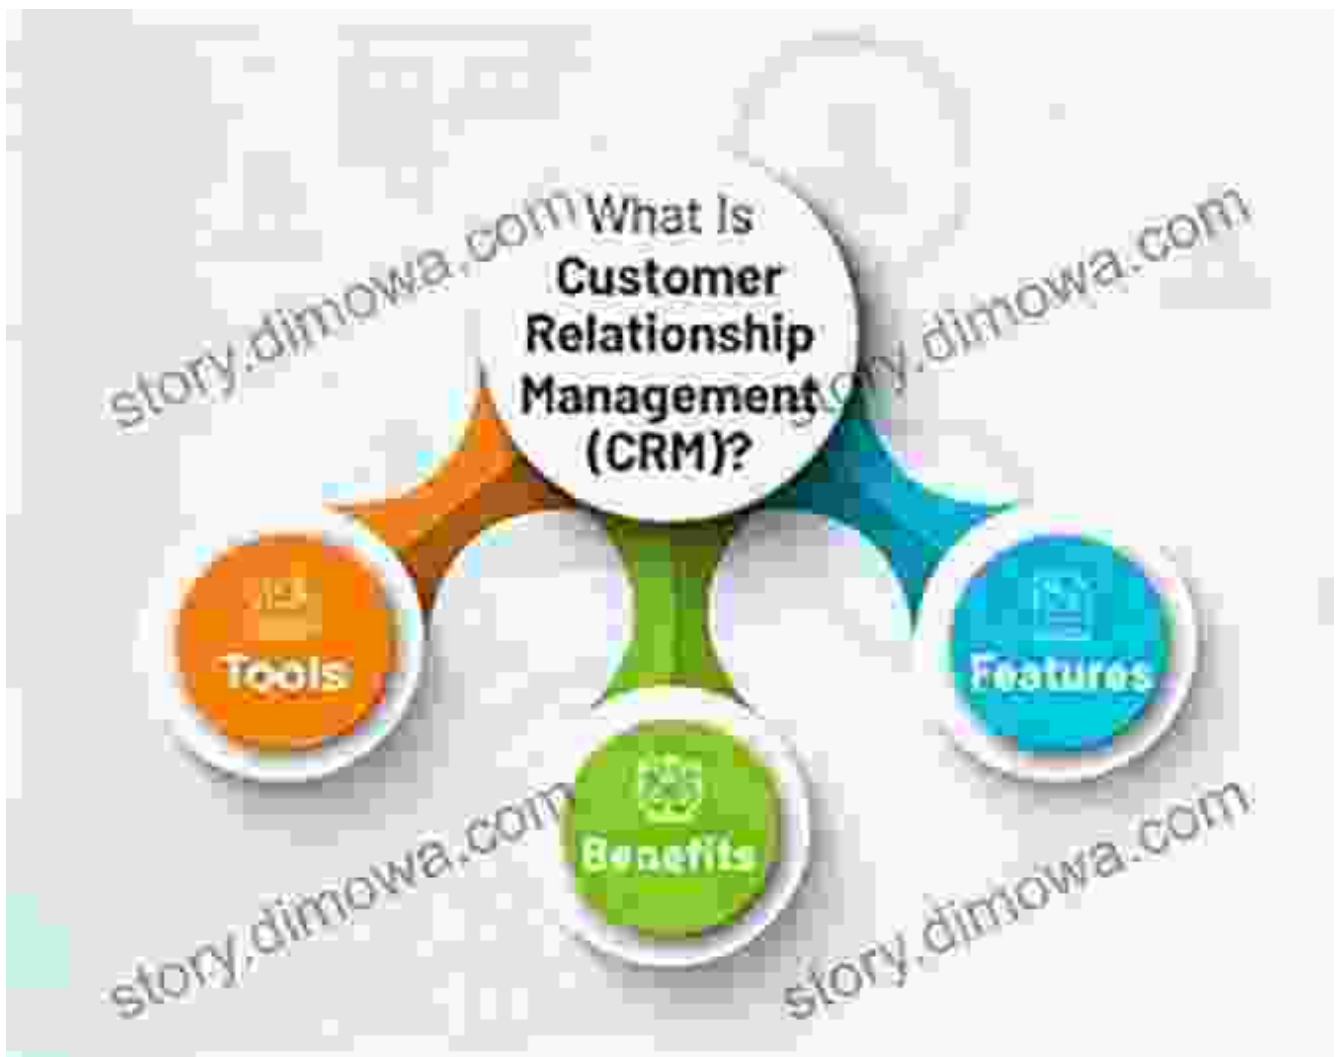 What Is
Customer
Relationship
Management
(CRM)?
Tools
Features
Benefits
story.dimowa.com
story.dimowa.com
story.dimowa.com
story.dimowa.com